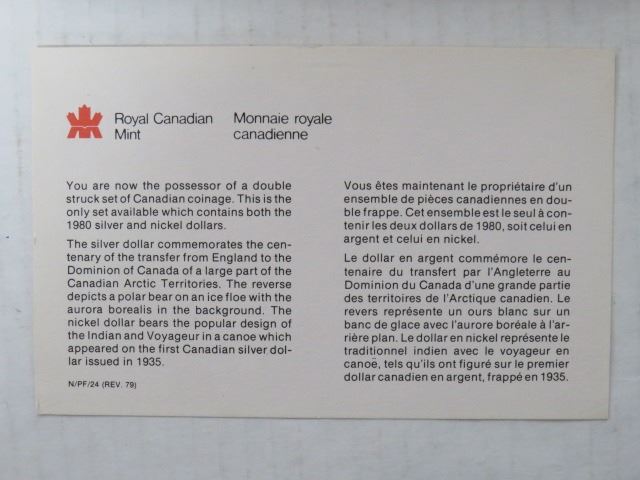 Royal Canadian
Mint
Monnaie royale
canadienne
You are now the possessor of a double
struck set of Canadian coinage. This is the
only set available which contains both the
1980 silver and nickel dollars.
The silver dollar commemorates the cen-
tenary of the transfer from England to the
Dominion of Canada of a large part of the
Canadian Arctic Territories. The reverse
depicts a polar bear on an ice floe with the
aurora borealis in the background. The
nickel dollar bears the popular design of
the Indian and Voyageur in a canoe which
appeared on the first Canadian silver dol-
lar issued in 1935.
N/PF/24 (REV. 79)
Vous êtes maintenant le propriétaire d'un
ensemble de pièces canadiennes en dou-
ble frappe. Cet ensemble est le seul à con-
tenir les deux dollars de 1980, soit celui en
argent et celui en nickel.
Le dollar en argent commémore le cen-
tenaire du transfert par l'Angleterre au
Dominion du Canada d'une grande partie
des territoires de l'Arctique canadien. Le
revers représente un ours blanc sur un
banc de glace avec l'aurore boréale à l'ar-
rière plan. Le dollar en nickel représente le
traditionnel indien avec le voyageur en
canoë, tels qu'ils ont figuré sur le premier
dollar canadien en argent, frappé en 1935.